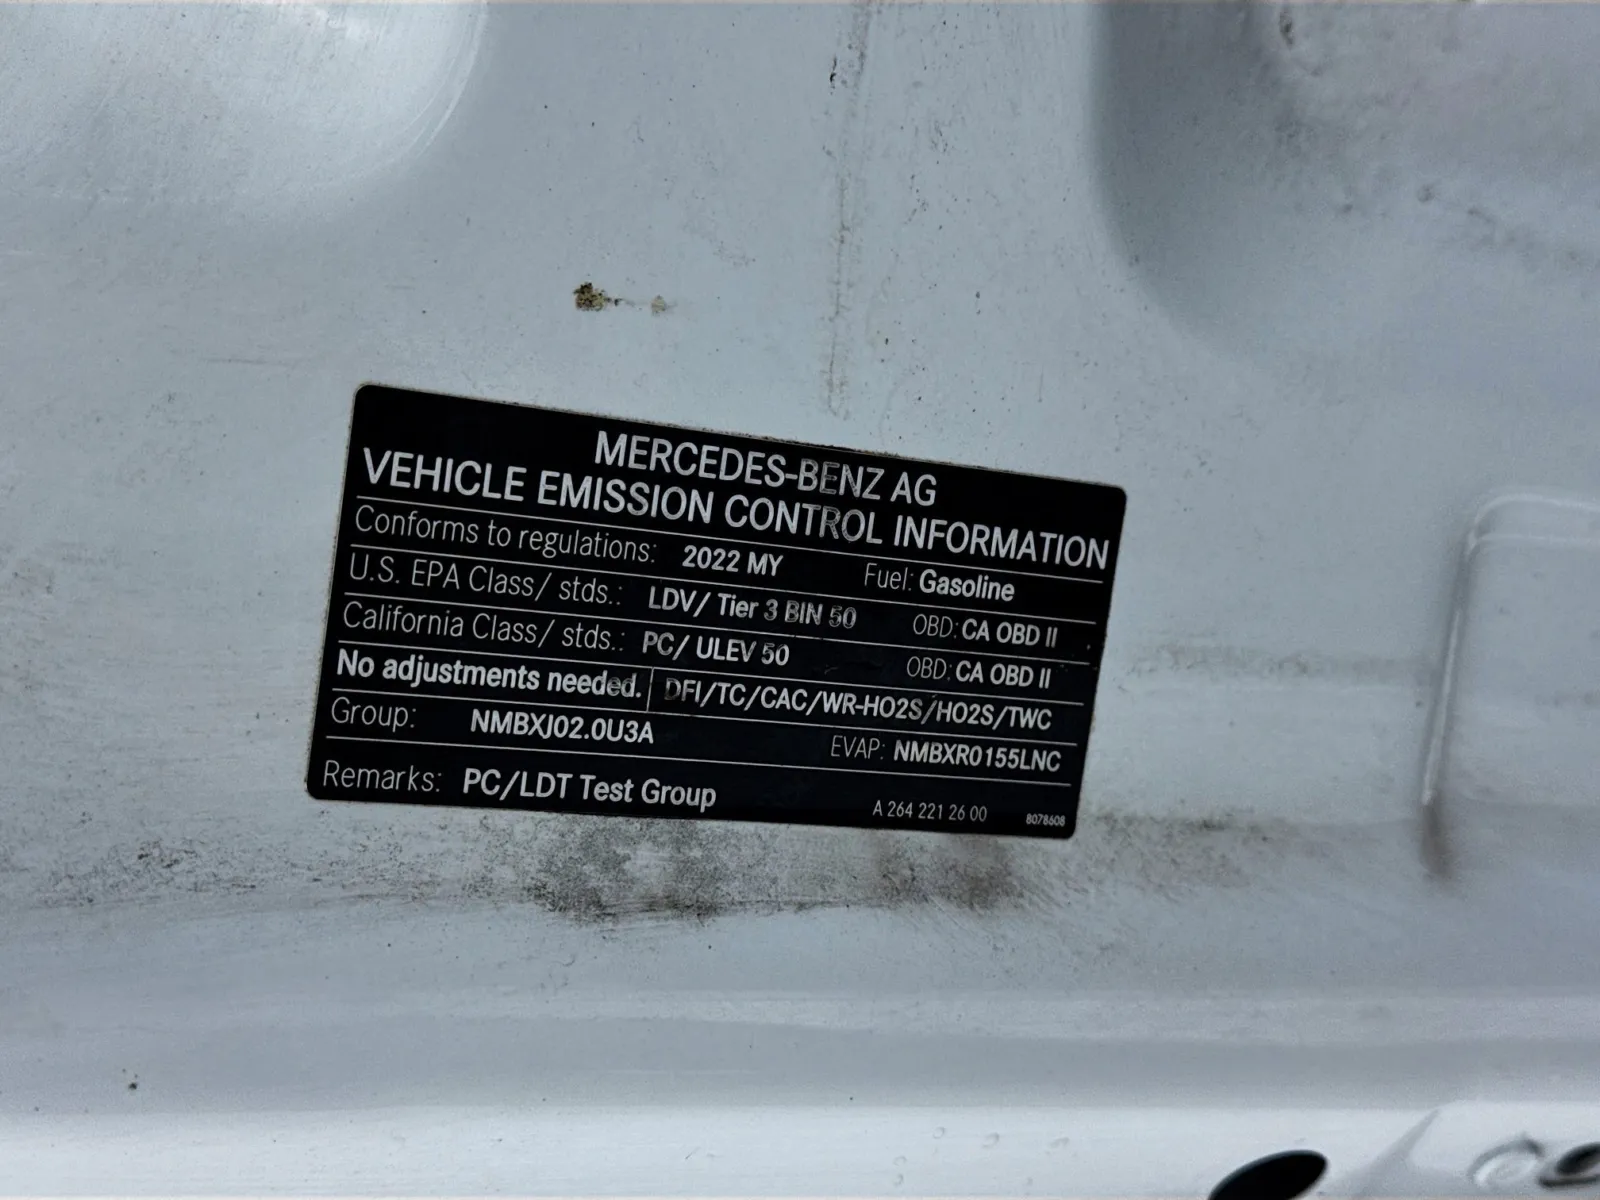 MERCEDES-BENZ AG
VEHICLE EMISSION CONTROL INFORMATION
Conforms to regulations: 2022 MY Fuel: Gasoline
U.S. EPA Class/ stds.: LDV/ Tier 3 BIN 50 OBD: CA OBD II
California Class/ stds.: PC/ ULEV 50 OBD: CA OBD II
No adjustments needed. DFI/TC/CAC/WR-HO2S/HO2S/TWC
Group: NMBXJ02.0U3A EVAP: NMBXR0155LNC
Remarks: PC/LDT Test Group A 264 221 26 00 8078608